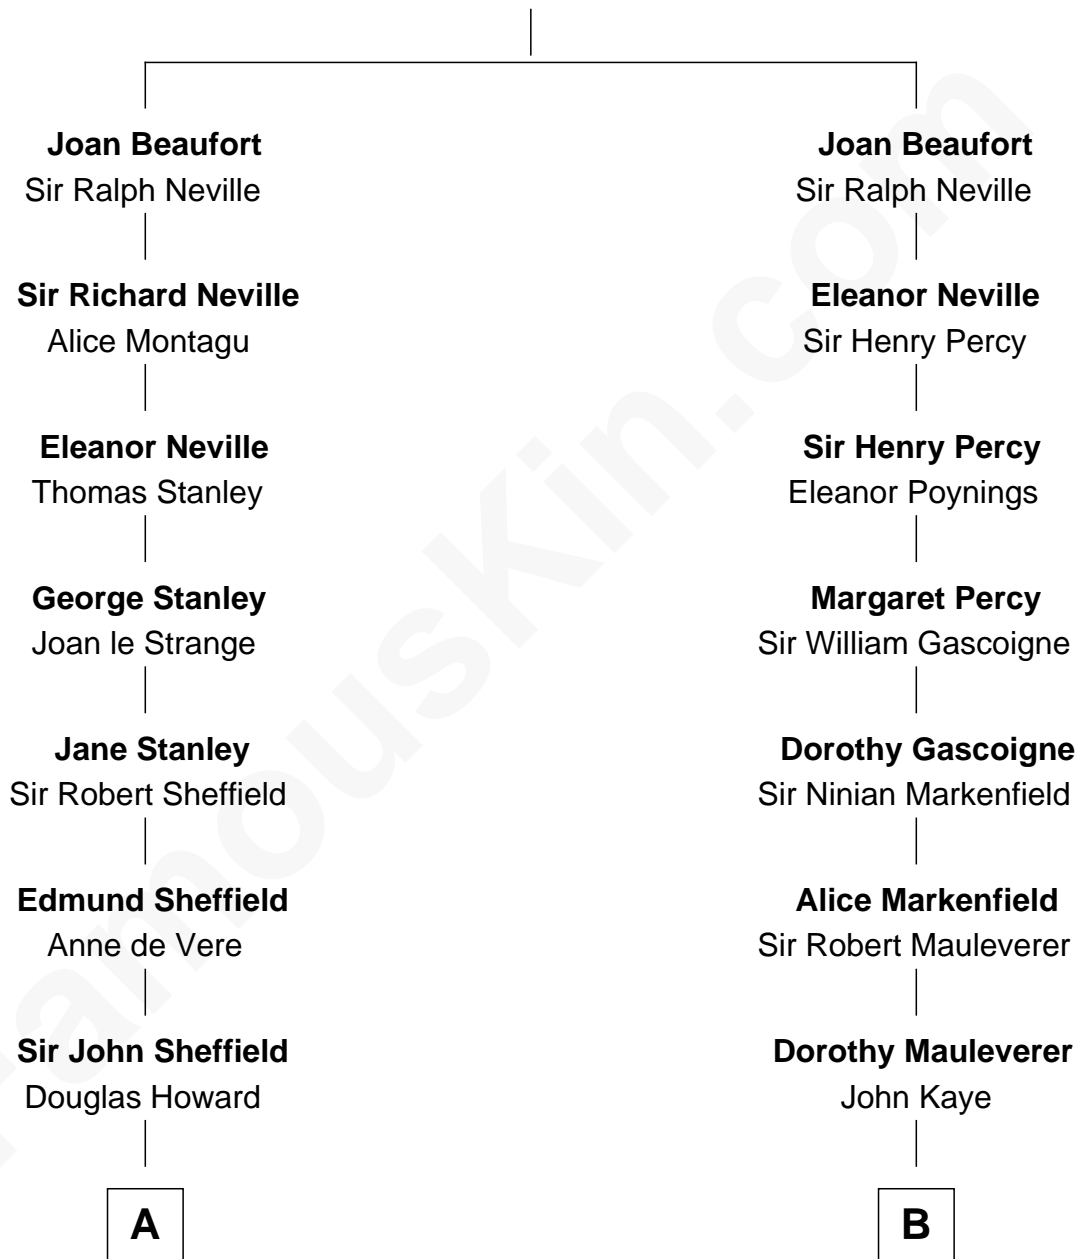 Joan Beaufort
Sir Ralph Neville
Sir Richard Neville
Alice Montagu
Eleanor Neville
Thomas Stanley
George Stanley
Joan le Strange
Jane Stanley
Sir Robert Sheffield
Edmund Sheffield
Anne de Vere
Sir John Sheffield
Douglas Howard
A
Joan Beaufort
Sir Ralph Neville
Eleanor Neville
Sir Henry Percy
Sir Henry Percy
Eleanor Poynings
Margaret Percy
Sir William Gascoigne
Dorothy Gascoigne
Sir Ninian Markenfield
Alice Markenfield
Sir Robert Mauleverer
Dorothy Mauleverer
John Kaye
B
FamousKin.com